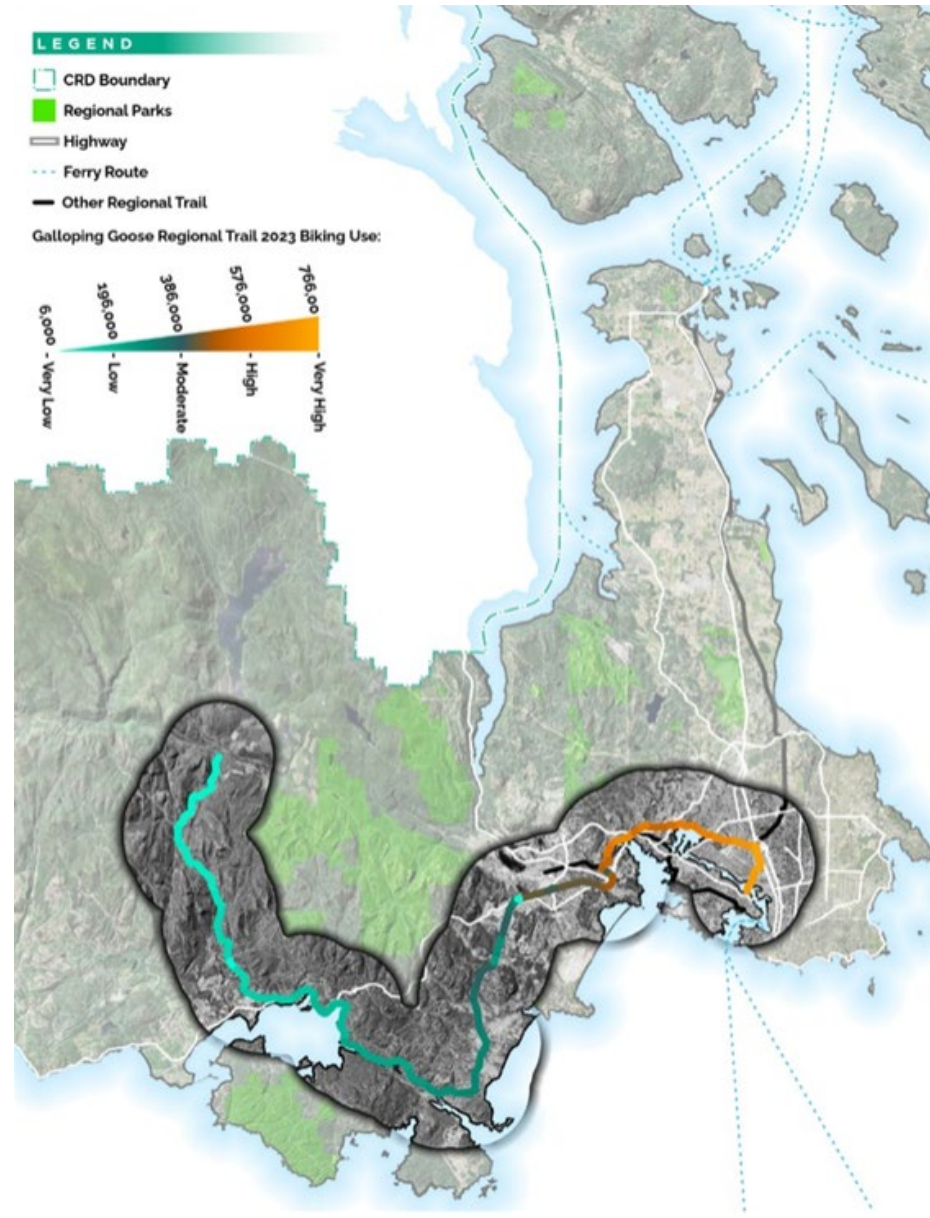 LEGEND
CRD Boundary
Regional Parks
Highway
Ferry Route
Other Regional Trail
Galloping Goose Regional Trail 2023 Biking Use:
6,000 - Very Low
196,000 - Low
386,000 - Moderate
576,000 - High
766,00 - Very High